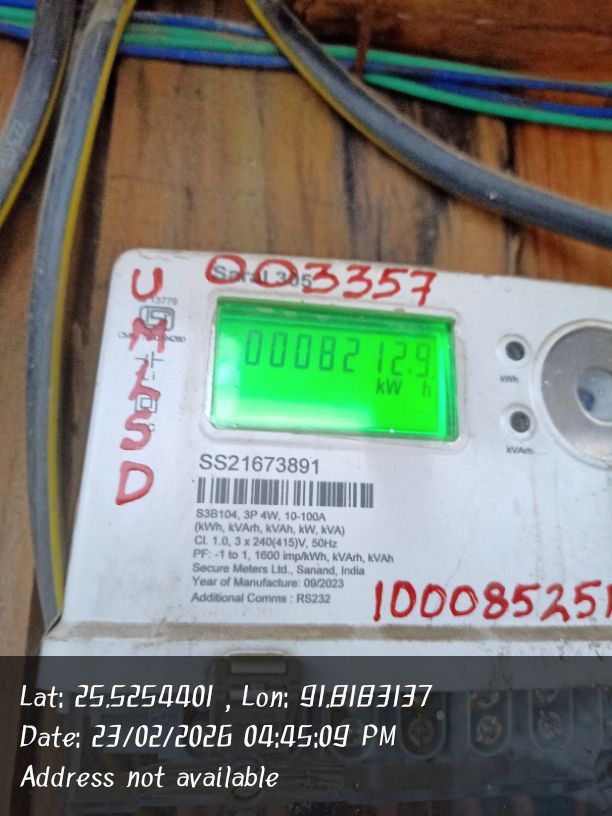 003357
Saral 305
UMLSD
0008212.9
kW h
kWh
kVArh
SS21673891
S3B104, 3P 4W, 10-100A
(kWh, kVArh, kVAh, kW, kVA)
Cl. 1.0, 3 x 240(415)V, 50Hz
PF: -1 to 1, 1600 imp/kWh, kVArh, kVAh
Secure Meters Ltd., Sanand, India
Year of Manufacture: 09/2023
Additional Comms : RS232
Lat: 25.5254401 , Lon: 91.8183137
Date: 23/02/2026 04:45:09 PM
Address not available